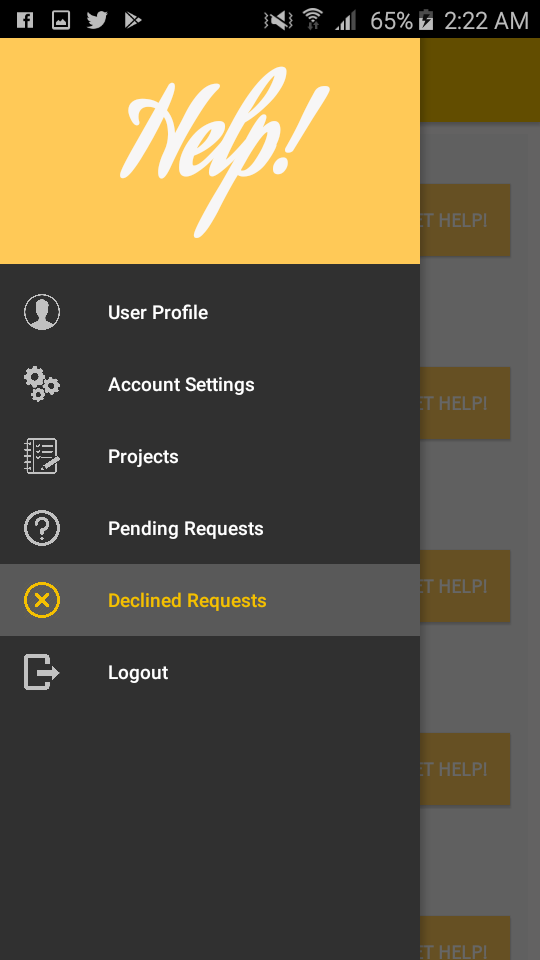 65% 2:22 AM
Help!
User Profile
Account Settings
Projects
Pending Requests
Declined Requests
Logout
ET HELP!
ET HELP!
ET HELP!
ET HELP!
ET HELP!